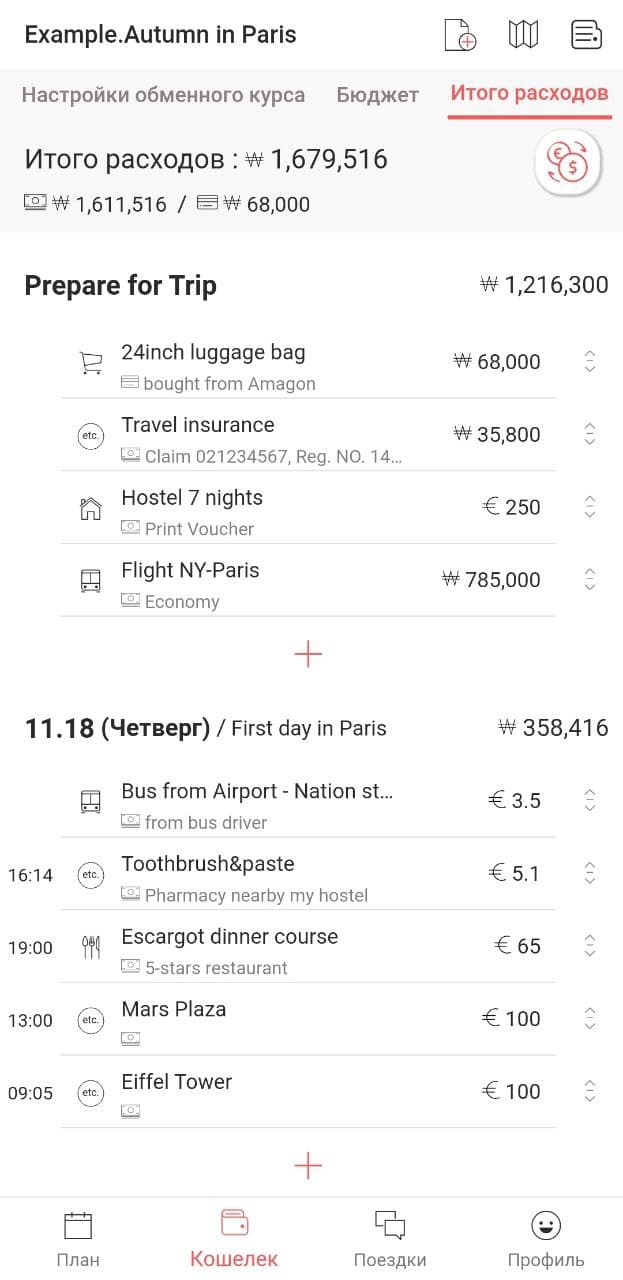 Example.Autumn in Paris
Настройки обменного курса Бюджет Итого расходов
Итого расходов : ₩ 1,679,516
₩ 1,611,516 / ₩ 68,000
Prepare for Trip ₩ 1,216,300
24inch luggage bag ₩ 68,000
bought from Amagon
etc. Travel insurance ₩ 35,800
Claim 021234567, Reg. NO. 14...
Hostel 7 nights € 250
Print Voucher
Flight NY-Paris ₩ 785,000
Economy
11.18 (Четверг) / First day in Paris ₩ 358,416
Bus from Airport - Nation st... € 3.5
from bus driver
16:14 etc. Toothbrush&paste € 5.1
Pharmacy nearby my hostel
19:00 Escargot dinner course € 65
5-stars restaurant
13:00 etc. Mars Plaza € 100
09:05 etc. Eiffel Tower € 100
План Кошелек Поездки Профиль